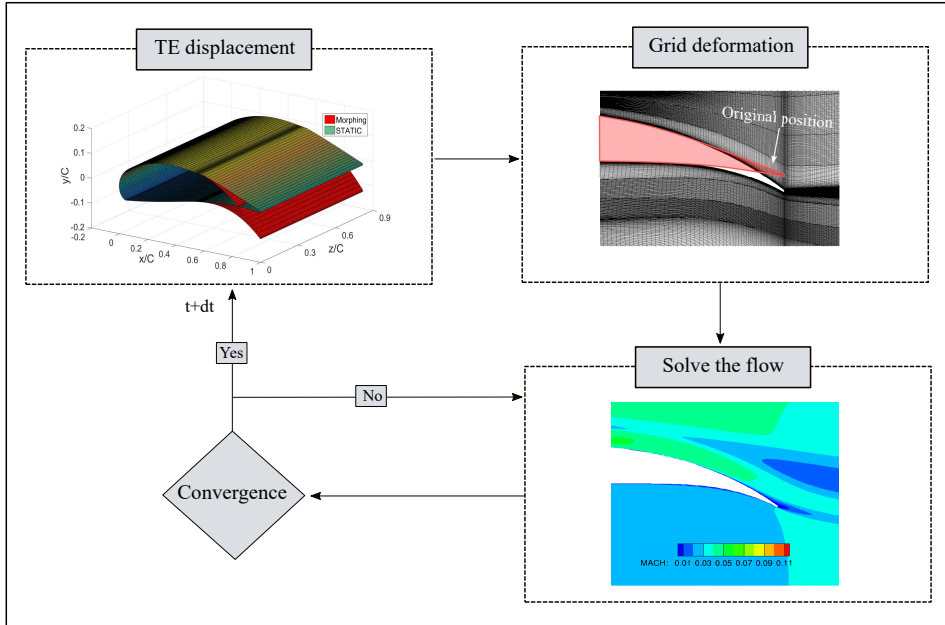 TE displacement
Grid deformation
Morphing
STATIC
0.2
0.1
0
-0.1
-0.2
y/C
-0.2
0
0.2
0.4
0.6
0.8
1
x/C
0
0.3
0.6
0.9
z/C
Original position
t+dt
Yes
No
Solve the flow
Convergence
MACH: 0.01 0.03 0.05 0.07 0.09 0.11